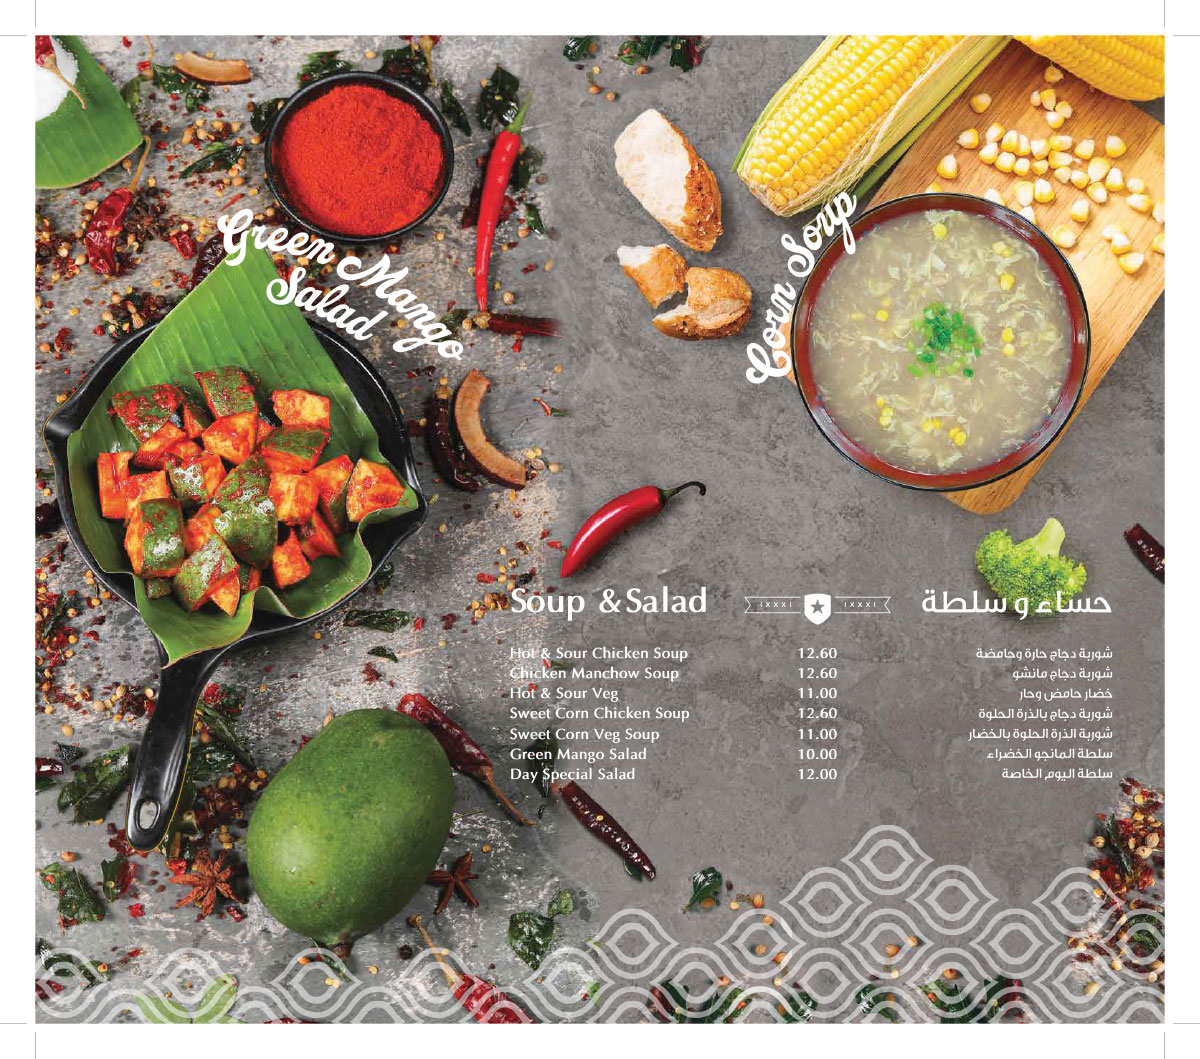 Green Mango
Salad
Corn Soup
Soup & Salad
IXXXI IXXXI
حساء و سلطة
Hot & Sour Chicken Soup 12.60 شوربة دجاج حارة وحامضة
Chicken Manchow Soup 12.60 شوربة دجاج مانشو
Hot & Sour Veg 11.00 خضار حامض وحار
Sweet Corn Chicken Soup 12.60 شوربة دجاج بالذرة الحلوة
Sweet Corn Veg Soup 11.00 شوربة الذرة الحلوة بالخضار
Green Mango Salad 10.00 سلطة المانجو الخضراء
Day Special Salad 12.00 سلطة اليوم الخاصة